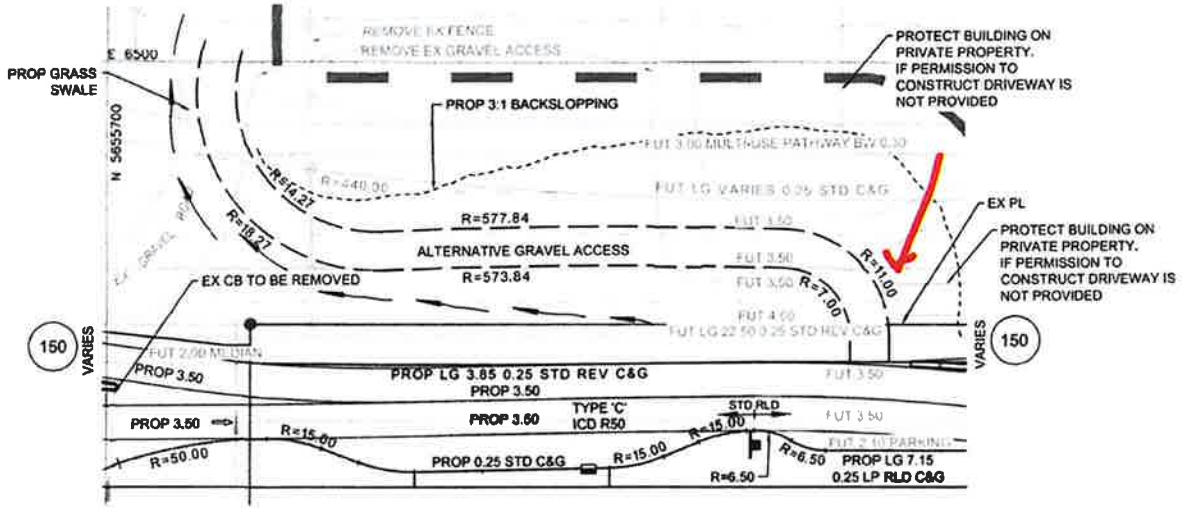 REMOVE EX FENCE
REMOVE EX GRAVEL ACCESS
E 6500
N 5655700
PROP GRASS
SWALE
PROTECT BUILDING ON
PRIVATE PROPERTY.
IF PERMISSION TO
CONSTRUCT DRIVEWAY IS
NOT PROVIDED
PROP 3:1 BACKSLOPPING
FUT 3.00 MULTIUSE PATHWAY BW 0.30
R=440.00
R=14.27
R=18.27
FUT LG VARIES 0.25 STD C&G
EX PL
R=577.84
FUT 3.50
ALTERNATIVE GRAVEL ACCESS
FUT 3.50
R=573.84
FUT 3.50
R=7.00
R=11.00
PROTECT BUILDING ON
PRIVATE PROPERTY.
IF PERMISSION TO
CONSTRUCT DRIVEWAY IS
NOT PROVIDED
EX GRAVEL
EX CB TO BE REMOVED
FUT 4.00
FUT LG 22.50 0.25 STD REV C&G
150
VARIES
VARIES
150
FUT 2.00 MEDIAN
PROP 3.50
PROP LG 3.85 0.25 STD REV C&G
FUT 3.50
PROP 3.50
PROP 3.50
PROP 3.50
TYPE 'C'
ICD R50
STD RLD
FUT 3.50
R=15.00
R=15.00
R=50.00
PROP 0.25 STD C&G
R=15.00
R=6.50
R=6.50
FUT 2.10 PARKING
PROP LG 7.15
0.25 LP RLD C&G